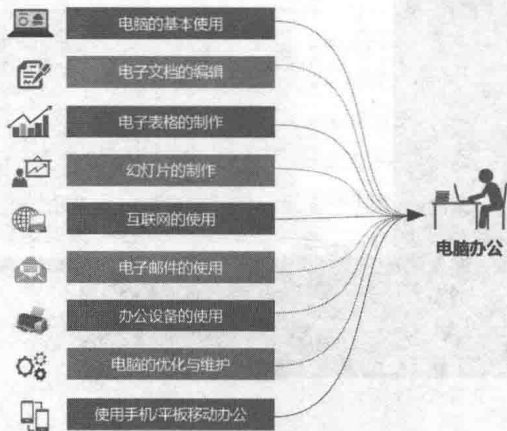 电脑的基本使用
电子文档的编辑
电子表格的制作
幻灯片的制作
互联网的使用
电子邮件的使用
办公设备的使用
电脑的优化与维护
使用手机/平板移动办公
电脑办公